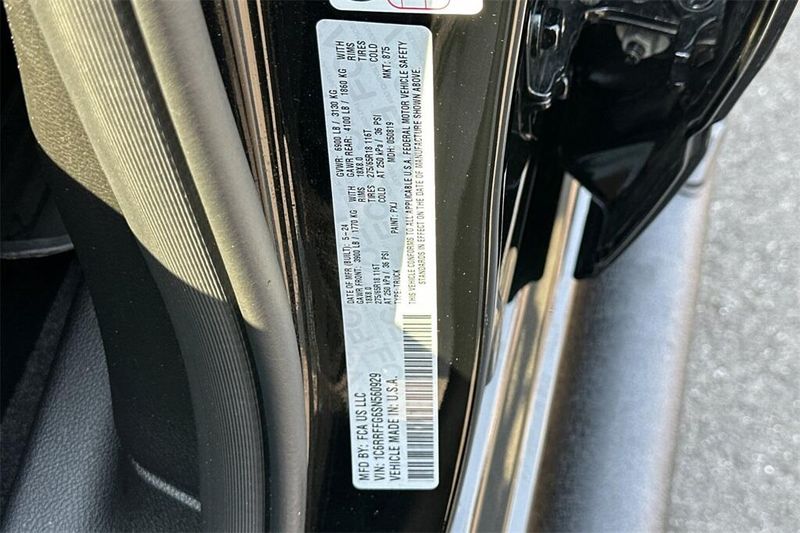 MFD BY: FCA US LLC
DATE OF MFR (BUILT): 5-24
GVWR: 6900 LB / 3130 KG
GAWR FRONT: 3900 LB / 1770 KG WITH
GAWR REAR: 4100 LB / 1860 KG WITH
18X8.0 RIMS
18X8.0 RIMS
275/65R18 116T TIRES
275/65R18 116T TIRES
AT 250 kPa / 36 PSI COLD
AT 250 kPa / 36 PSI COLD
VIN: 1C6RRFFG6SN560929
TYPE: TRUCK
PAINT: PXJ
MDH: 050819
MKT: 875
VEHICLE MADE IN: U.S.A.
THIS VEHICLE CONFORMS TO ALL APPLICABLE U.S.A. FEDERAL MOTOR VEHICLE SAFETY
STANDARDS IN EFFECT ON THE DATE OF MANUFACTURE SHOWN ABOVE.